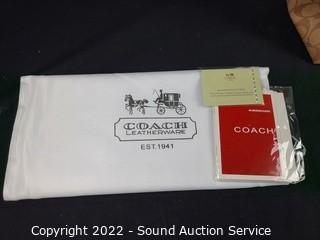 COACH
LEATHERWARE
EST.1941
COACH
Copyright 2022 - Sound Auction Service